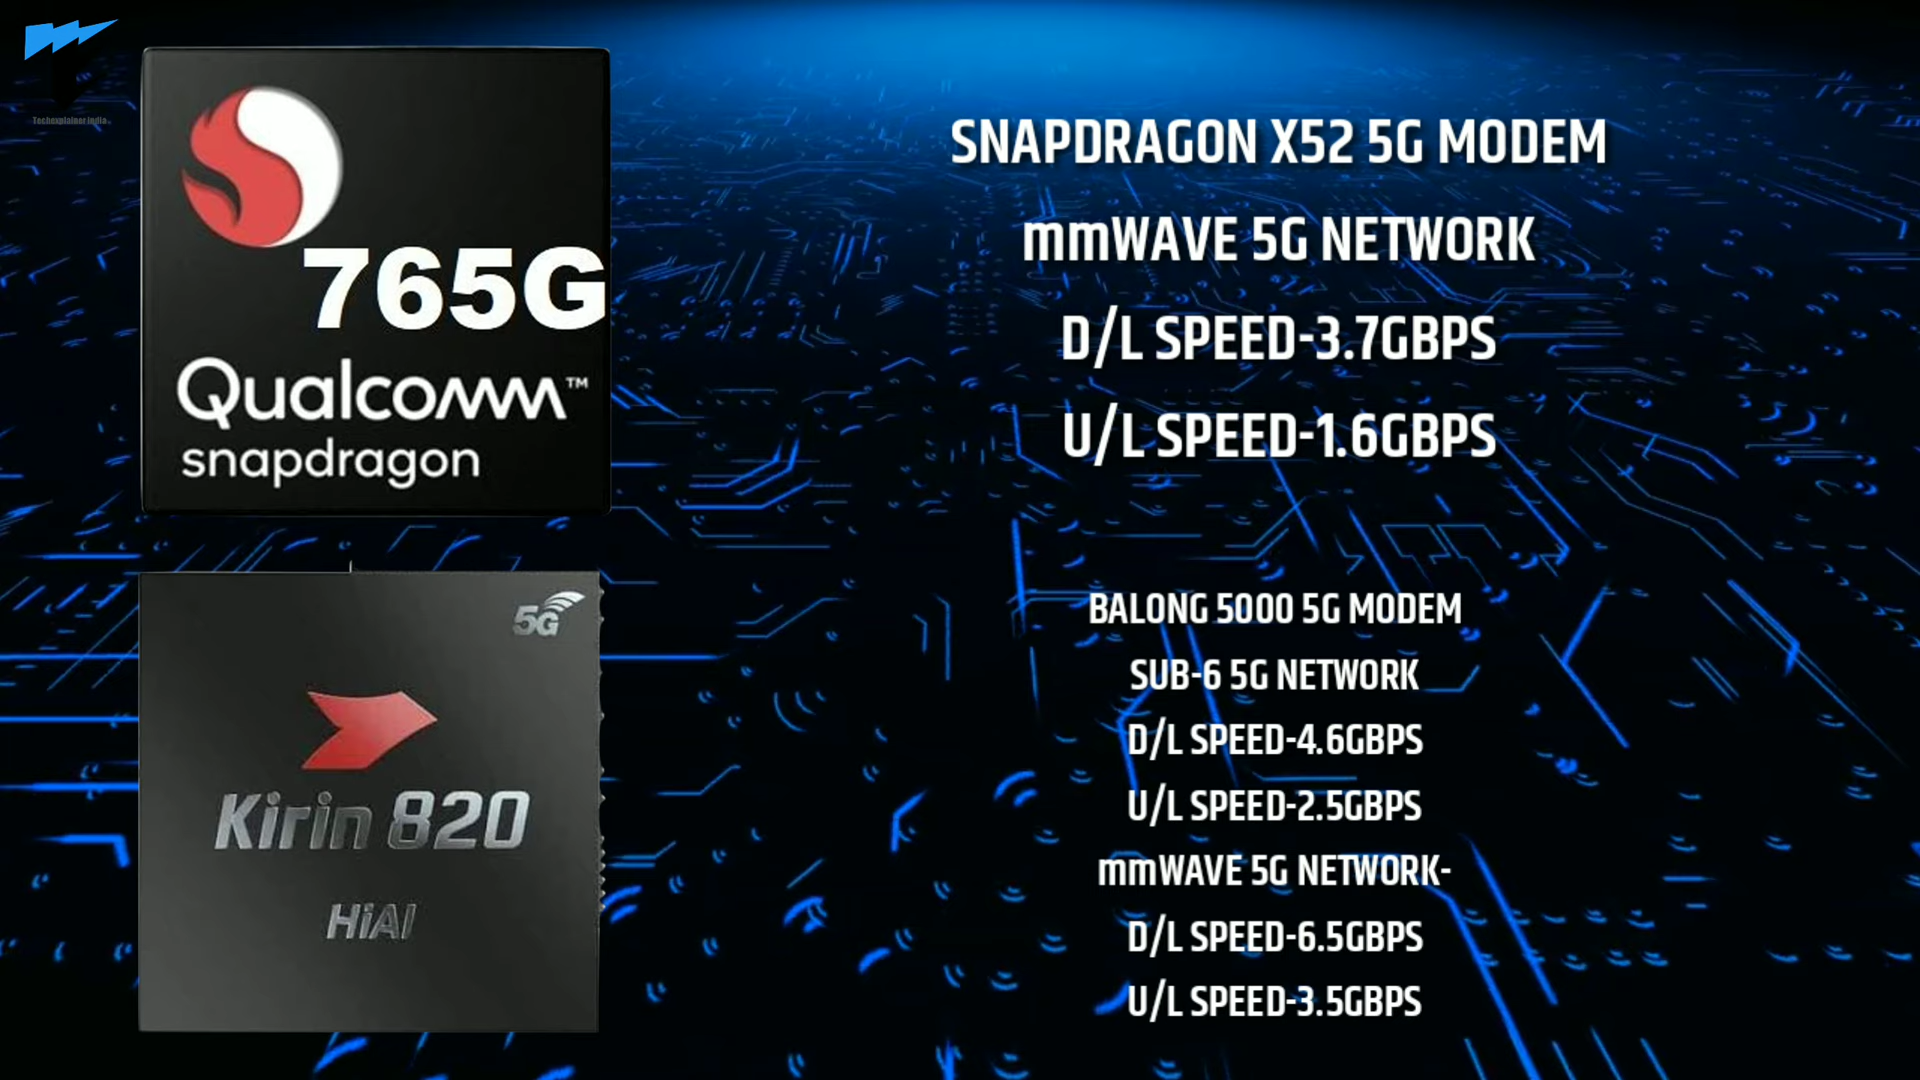 Techexplainer India
765G
Qualcomm™
snapdragon
SNAPDRAGON X52 5G MODEM
mmWAVE 5G NETWORK
D/L SPEED-3.7GBPS
U/L SPEED-1.6GBPS
5G
Kirin 820
HiAI
BALONG 5000 5G MODEM
SUB-6 5G NETWORK
D/L SPEED-4.6GBPS
U/L SPEED-2.5GBPS
mmWAVE 5G NETWORK-
D/L SPEED-6.5GBPS
U/L SPEED-3.5GBPS